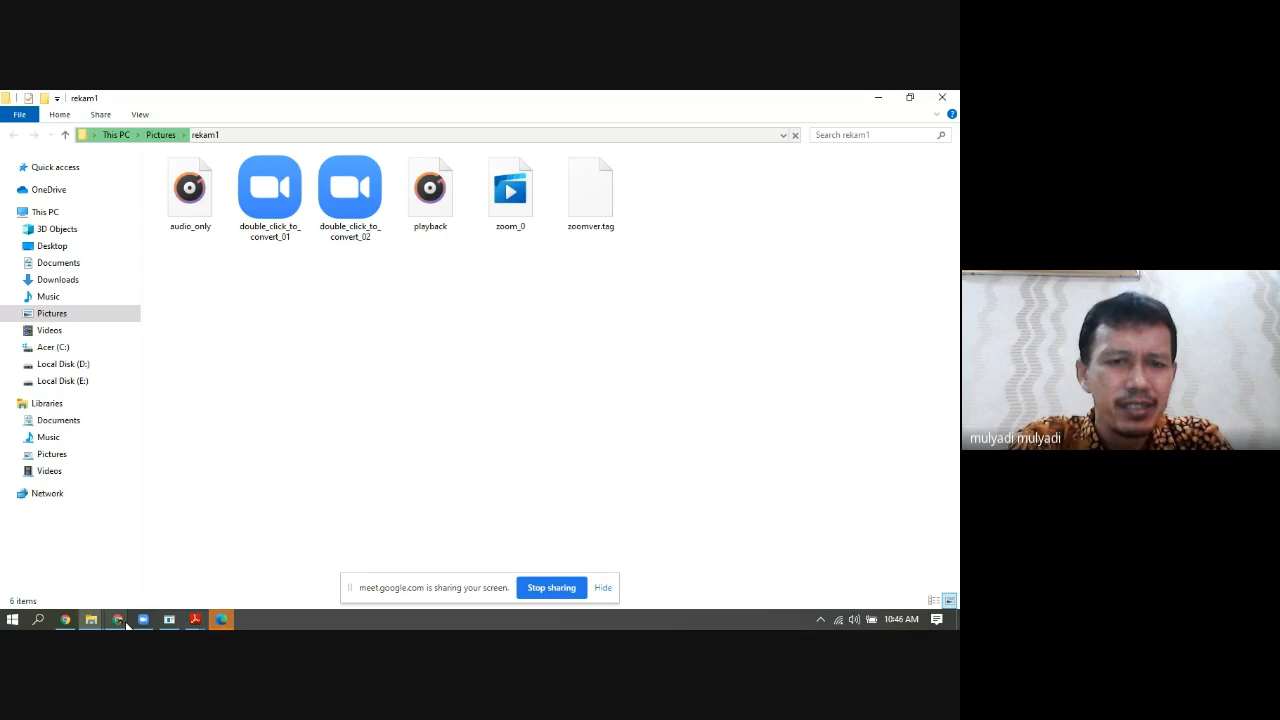 rekam1
File
Home
Share
View
This PC
Pictures
rekam1
Search rekam1
Quick access
OneDrive
This PC
3D Objects
Desktop
Documents
Downloads
Music
Pictures
Videos
Acer (C:)
Local Disk (D:)
Local Disk (E:)
Libraries
Documents
Music
Pictures
Videos
Network
audio_only
double_click_to_
convert_01
double_click_to_
convert_02
playback
zoom_0
zoomver.tag
mulyadi mulyadi
meet.google.com is sharing your screen.
Stop sharing
Hide
6 items
10:46 AM